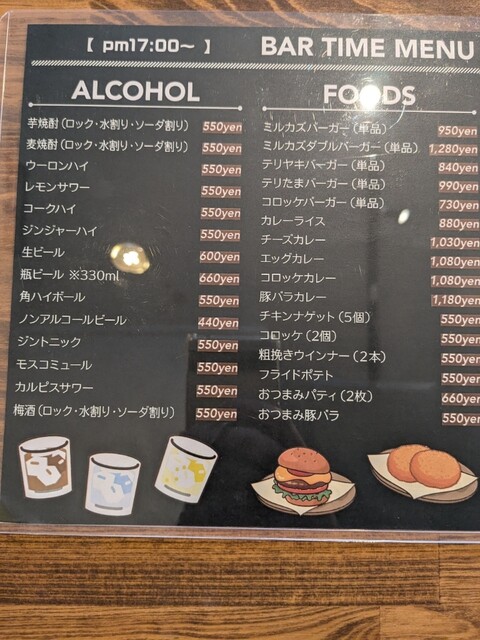 【 pm17:00~ 】
BAR TIME MENU
ALCOHOL
芋焼酎(ロック・水割り・ソーダ割り) 550yen
麦焼酎(ロック・水割り・ソーダ割り) 550yen
ウーロンハイ 550yen
レモンサワー 550yen
コークハイ 550yen
ジンジャーハイ 550yen
生ビール 600yen
瓶ビール ※330ml 660yen
角ハイボール 550yen
ノンアルコールビール 440yen
ジントニック 550yen
モスコミュール 550yen
カルピスサワー 550yen
梅酒(ロック・水割り・ソーダ割り) 550yen
FOODS
ミルカズバーガー(単品) 950yen
ミルカズダブルバーガー(単品) 1,280yen
テリヤキバーガー(単品) 840yen
テリたまバーガー(単品) 990yen
コロッケバーガー(単品) 730yen
カレーライス 880yen
チーズカレー 1,030yen
エッグカレー 1,080yen
コロッケカレー 1,080yen
豚バラカレー 1,180yen
チキンナゲット(5個) 550yen
コロッケ(2個) 550yen
粗挽きウインナー(2本) 550yen
フライドポテト 550yen
おつまみパティ(2枚) 660yen
おつまみ豚バラ 550yen